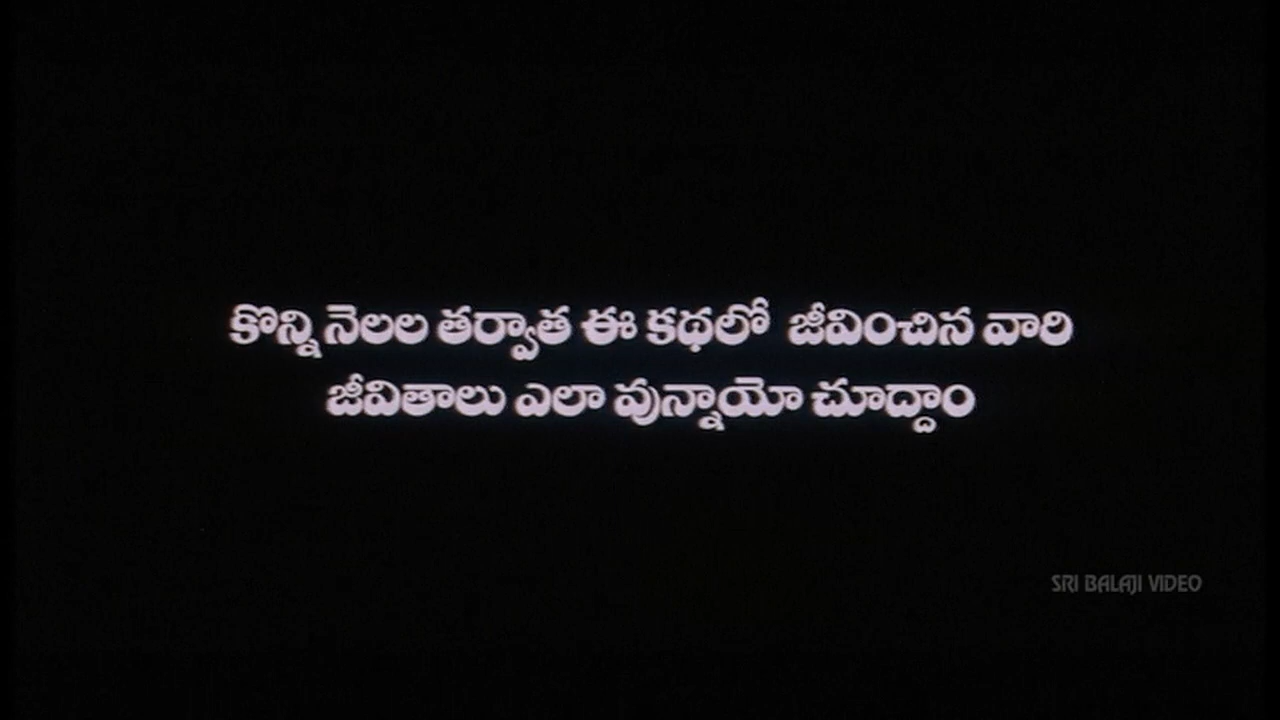 కొన్ని నెలల తర్వాత ఈ కథలో జీవించిన వారి
జీవితాలు ఎలా వున్నాయో చూద్దాం
SRI BALAJI VIDEO